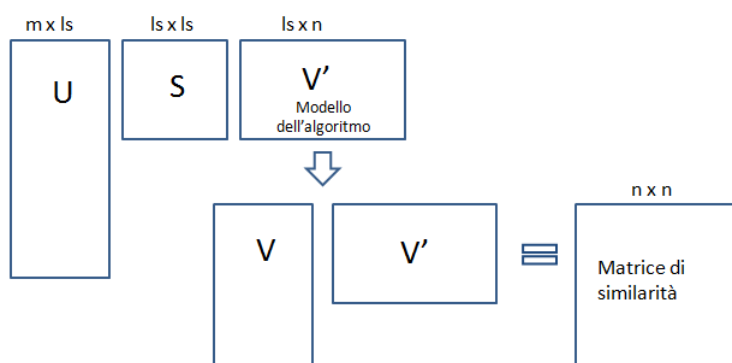 m x ls
ls x ls
ls x n
U
S
V’
Modello
dell’algoritmo
n x n
V
V’
Matrice di
similarità